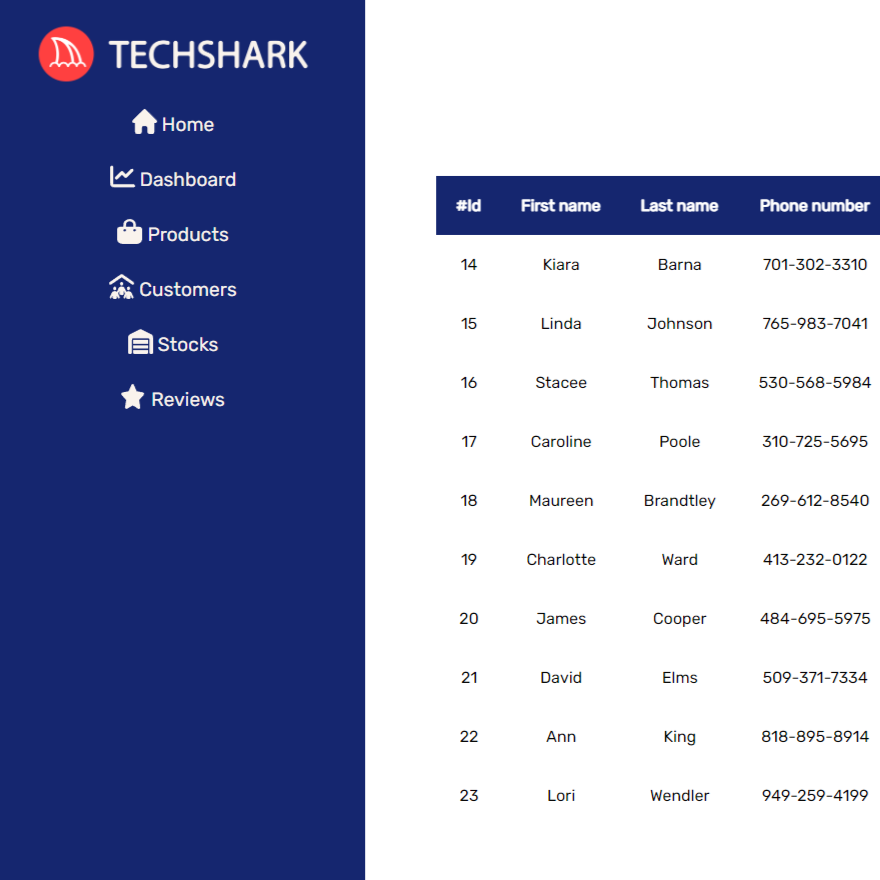 TECHSHARK
Home
Dashboard
Products
Customers
Stocks
Reviews
#Id First name Last name Phone number
14 Kiara Barna 701-302-3310
15 Linda Johnson 765-983-7041
16 Stacee Thomas 530-568-5984
17 Caroline Poole 310-725-5695
18 Maureen Brandtley 269-612-8540
19 Charlotte Ward 413-232-0122
20 James Cooper 484-695-5975
21 David Elms 509-371-7334
22 Ann King 818-895-8914
23 Lori Wendler 949-259-4199